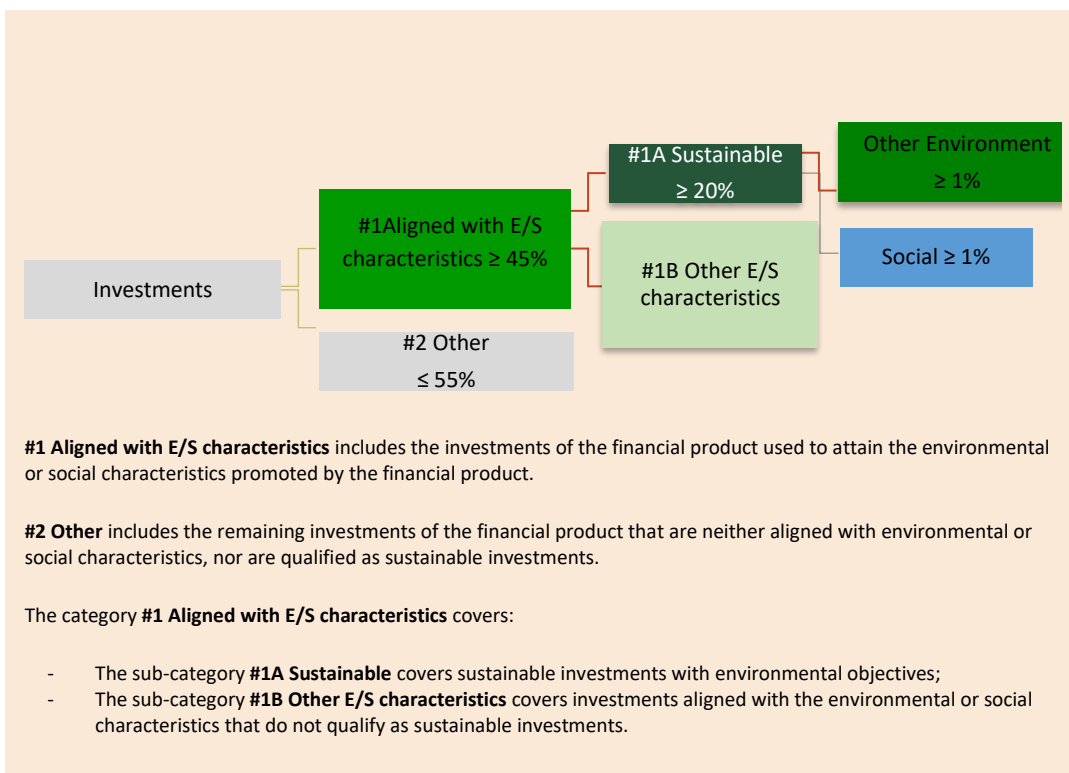 Investments
#1Aligned with E/S
characteristics ≥ 45%
#2 Other
≤ 55%
#1A Sustainable
≥ 20%
#1B Other E/S
characteristics
Other Environment
≥ 1%
Social ≥ 1%
#1 Aligned with E/S characteristics includes the investments of the financial product used to attain the environmental
or social characteristics promoted by the financial product.
#2 Other includes the remaining investments of the financial product that are neither aligned with environmental or
social characteristics, nor are qualified as sustainable investments.
The category #1 Aligned with E/S characteristics covers:
- The sub-category #1A Sustainable covers sustainable investments with environmental objectives;
- The sub-category #1B Other E/S characteristics covers investments aligned with the environmental or social
characteristics that do not qualify as sustainable investments.